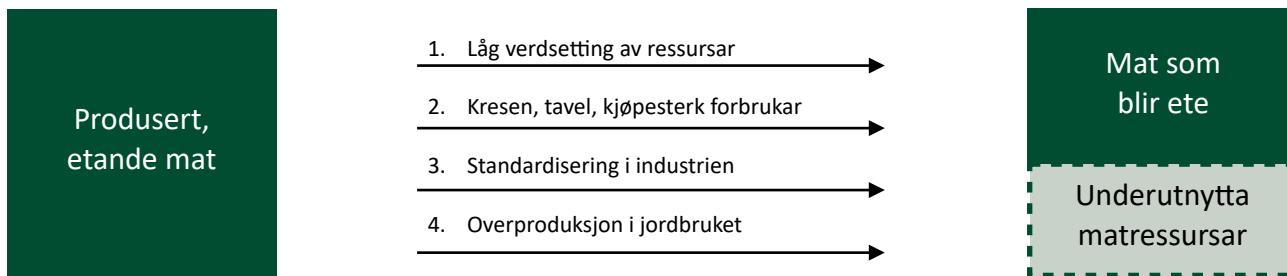 Produsert,
etande mat
1. Låg verdsetting av ressursar
2. Kresen, tavel, kjøpesterk forbrukar
3. Standardisering i industrien
4. Overproduksjon i jordbruket
Mat som
blir ete
Underutnytta
matressursar